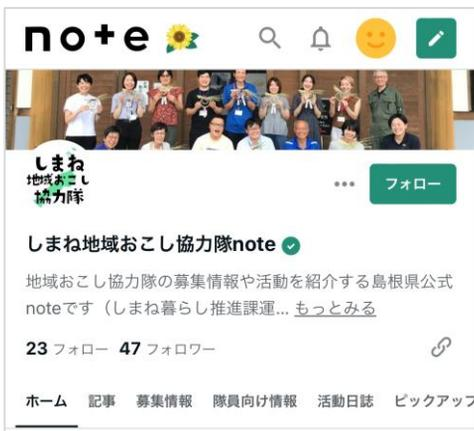 note
しまね
地域おこし
協力隊
フォロー
しまね地域おこし協力隊note
地域おこし協力隊の募集情報や活動を紹介する島根県公式
noteです（しまね暮らし推進課運... もっとみる
23 フォロー 47 フォロワー
ホーム 記事 募集情報 隊員向け情報 活動日誌 ピックアップ